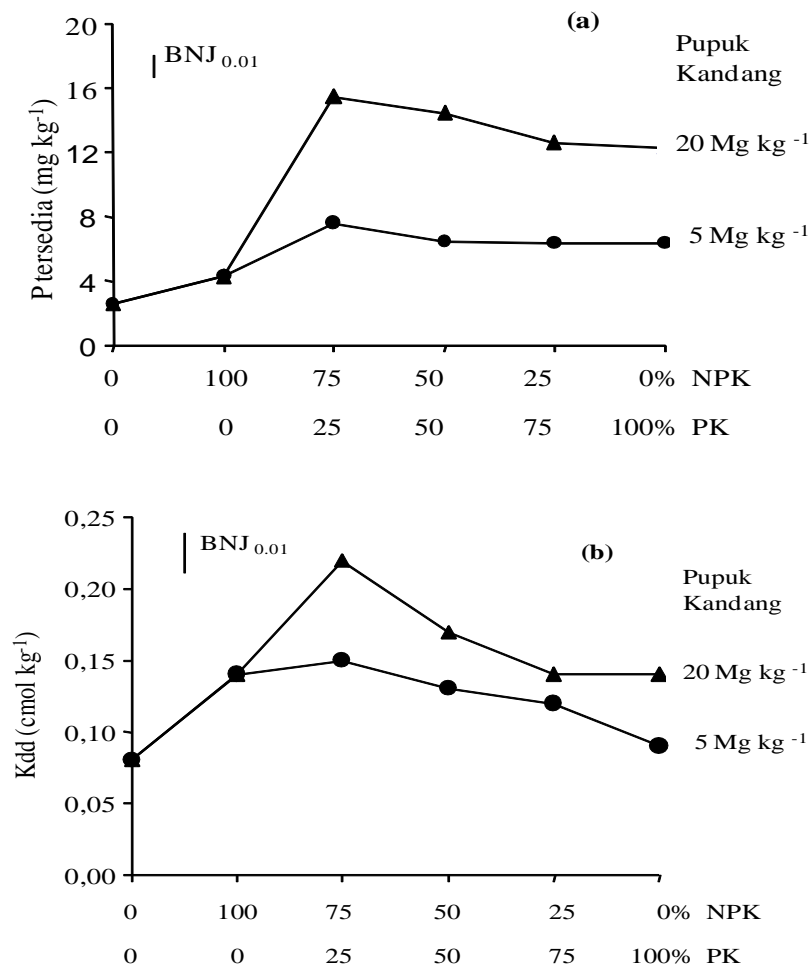 (a)
20
Pupuk
Kandang
BNJ 0.01
16
20 Mg kg -1
12
Ptersedia (mg kg-1)
8
5 Mg kg -1
4
0
0 100 75 50 25 0% NPK
0 0 25 50 75 100% PK
0,25
BNJ 0.01
(b)
Pupuk
Kandang
0,20
0,15
20 Mg kg -1
Kdd (cmol kg-1)
0,10
5 Mg kg -1
0,05
0,00
0 100 75 50 25 0% NPK
0 0 25 50 75 100% PK